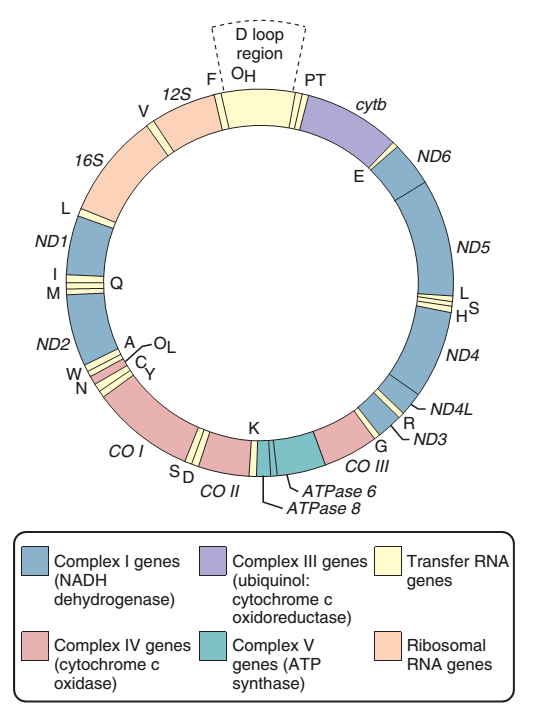 D loop
region
F
OH
PT
12S
cytb
V
16S
E
ND6
L
ND1
ND5
I
Q
M
L
S
H
ND2
A
OL
ND4
W
C
N
Y
ND4L
R
ND3
K
G
CO I
CO III
S
D
CO II
ATPase 6
ATPase 8
Complex I genes
(NADH
dehydrogenase)
Complex III genes
(ubiquinol:
cytochrome c
oxidoreductase)
Transfer RNA
genes
Complex IV genes
(cytochrome c
oxidase)
Complex V
genes (ATP
synthase)
Ribosomal
RNA genes